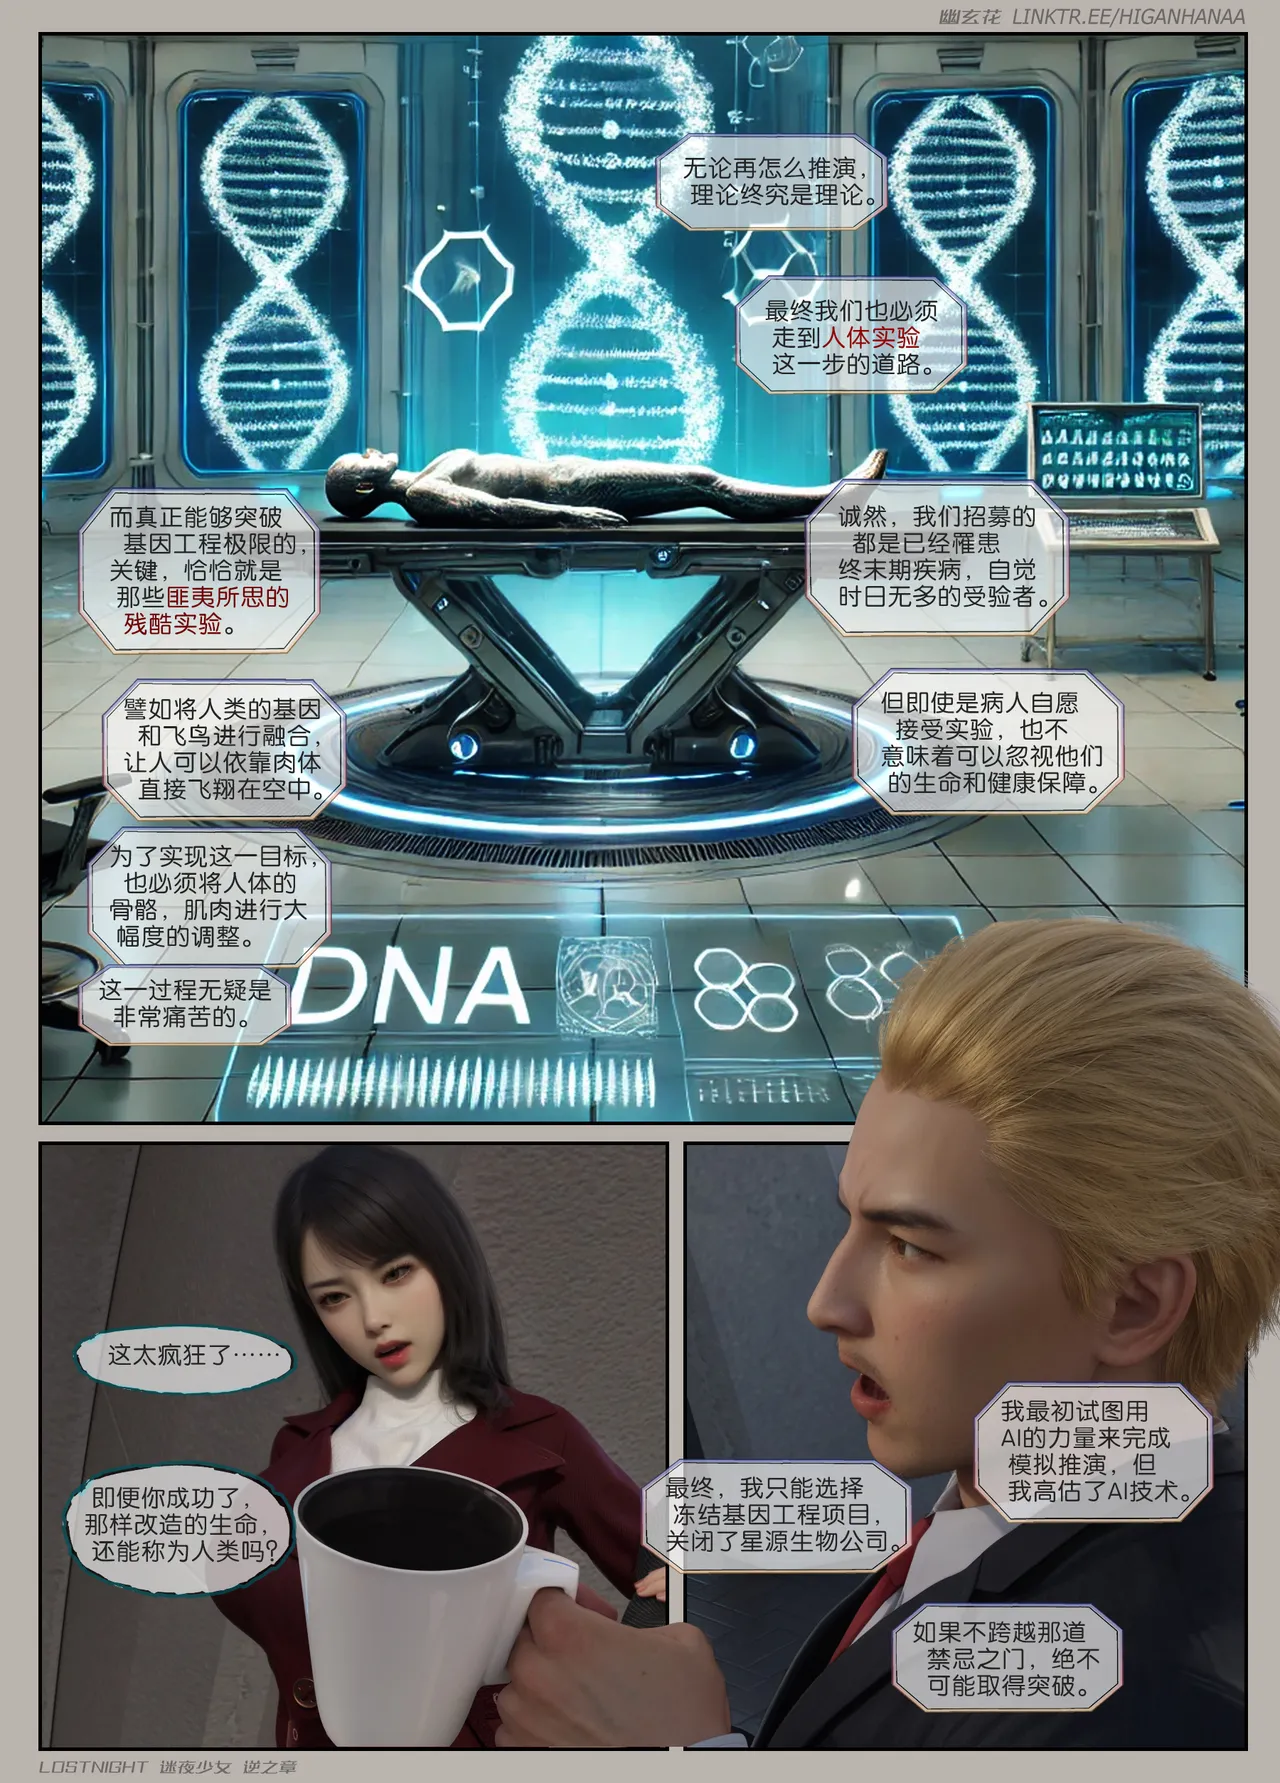 幽玄花 LINKTR.EE/HIGANHANAA
无论再怎么推演，
理论终究是理论。
最终我们也必须
走到人体实验
这一步的道路。
诚然，我们招募的
都是已经罹患
终末期疾病，自觉
时日无多的受验者。
但即使是病人自愿
接受实验，也不
意味着可以忽视他们
的生命和健康保障。
而真正能够突破
基因工程极限的，
关键，恰恰就是
那些匪夷所思的
残酷实验。
譬如将人类的基因
和飞鸟进行融合，
让人可以依靠肉体
直接飞翔在空中。
为了实现这一目标，
也必须将人体的
骨骼，肌肉进行大
幅度的调整。
这一过程无疑是
非常痛苦的。
DNA
这太疯狂了……
即便你成功了，
那样改造的生命，
还能称为人类吗？
我最初试图用
AI的力量来完成
模拟推演，但
我高估了AI技术。
最终，我只能选择
冻结基因工程项目，
关闭了星源生物公司。
如果不跨越那道
禁忌之门，绝不
可能取得突破。
LOSTNIGHT 迷夜少女 逆之章